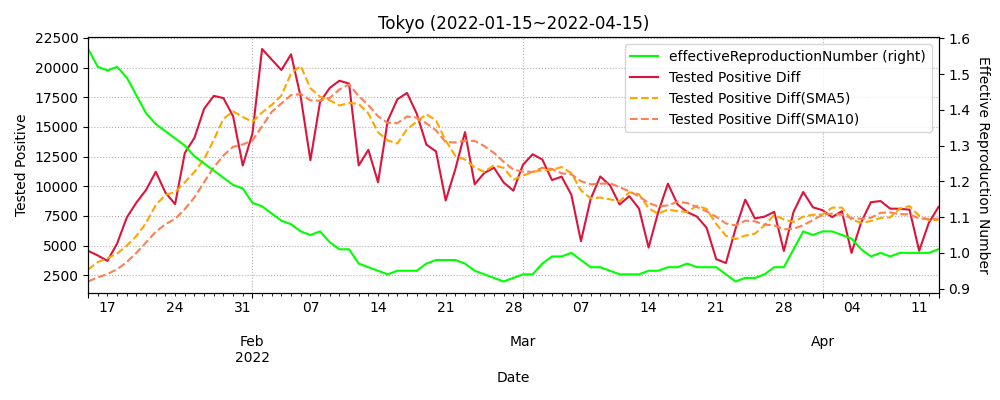 Tokyo (2022-01-15~2022-04-15)
effectiveReproductionNumber (right)
Tested Positive Diff
Tested Positive Diff(SMA5)
Tested Positive Diff(SMA10)
22500
20000
17500
15000
12500
10000
7500
5000
2500
Tested Positive
1.6
1.5
1.4
1.3
1.2
1.1
1.0
0.9
Effective Reproduction Number
17 24 31 07 14 21 28 07 14 21 28 04 11
Feb Mar Apr
2022
Date